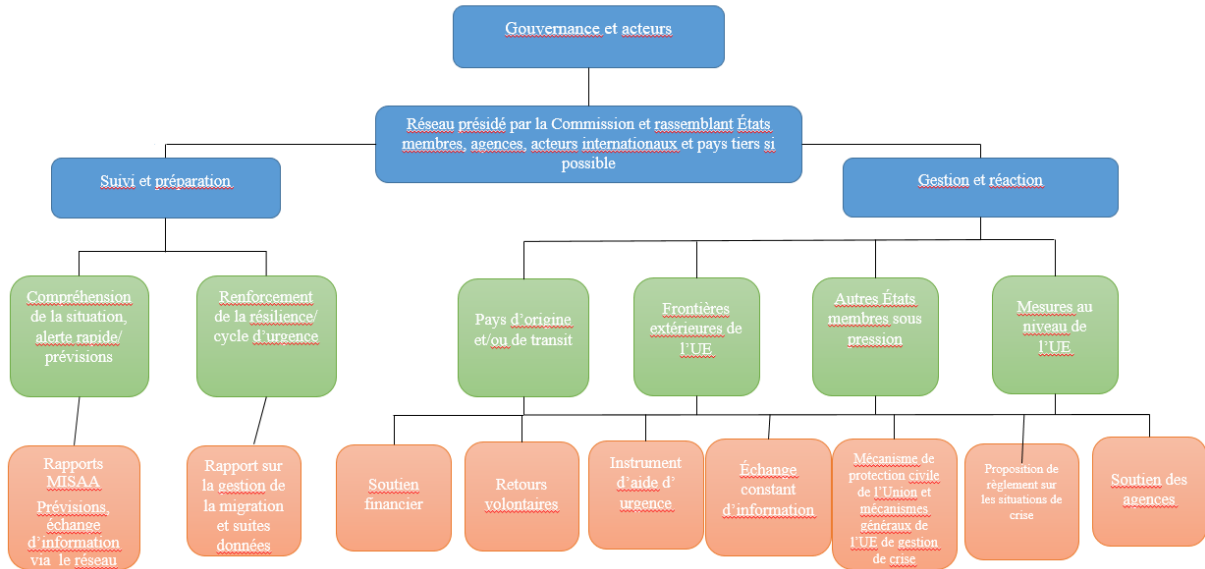 Gouvernance et acteurs
Réseau présidé par la Commission et rassemblant États
membres, agences, acteurs internationaux et pays tiers si
possible
Suivi et préparation
Gestion et réaction
Compréhension
de la situation,
alerte rapide/
prévisions
Renforcement
de la résilience/
cycle d'urgence
Pays d'origine
et/ou de transit
Frontières
extérieures de
l'UE
Autres États
membres sous
pression
Mesures au
niveau de
l'UE
Rapports
MISAA
Prévisions,
échange
d'information
via le réseau
Rapport sur
la gestion de
la migration
et suites
données
Soutien
financier
Retours
volontaires
Instrument
d'aide d'
urgence
Échange
constant
d'information
Mécanisme de
protection civile
de l'Union et
mécanismes
généraux de
l'UE de gestion
de crise
Proposition de
règlement sur
les situations de
crise
Soutien des
agences